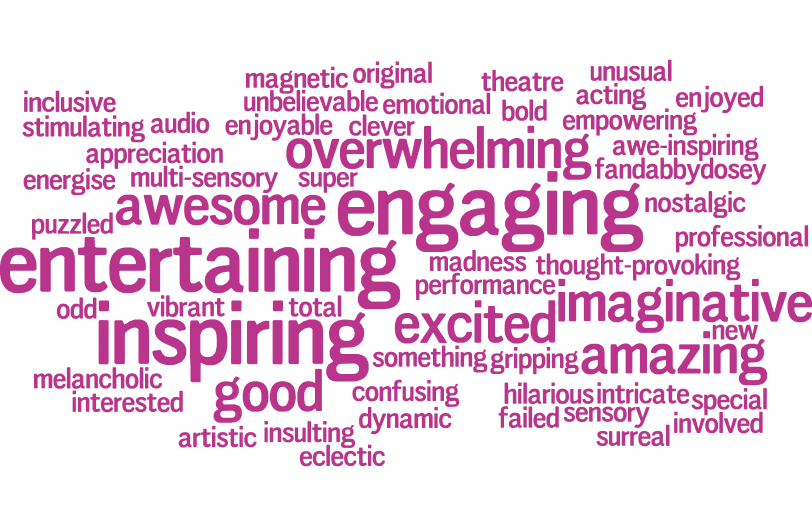 magnetic original theatre unusual
inclusive unbelievable emotional bold acting enjoyed
stimulating audio enjoyable clever empowering
appreciation overwhelming awe-inspiring
energise multi-sensory super fandabbydosey
puzzled awesome engaging nostalgic
professional
entertaining madness thought-provoking
performance
odd vibrant total imaginative
inspiring excited new
something gripping amazing
melancholic good confusing hilarious intricate special
interested dynamic failed sensory involved
artistic insulting surreal
eclectic